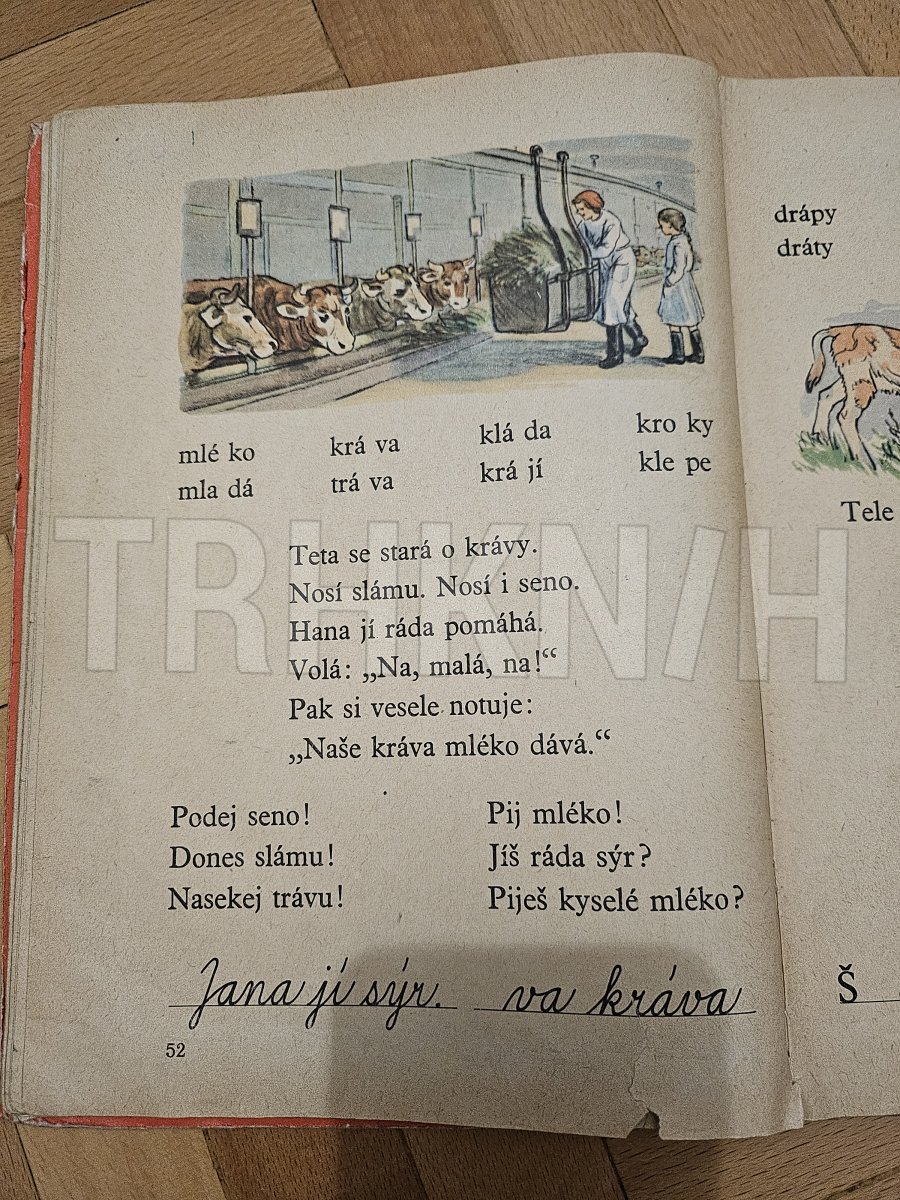 mlé ko krá va klá da kro ky
mla dá trá va krá jí kle pe
Teta se stará o krávy.
Nosí slámu. Nosí i seno.
Hana jí ráda pomáhá.
Volá: „Na, malá, na!“
Pak si vesele notuje:
„Naše kráva mléko dává.“
Podej seno! Pij mléko!
Dones slámu! Jíš ráda sýr?
Nasekej trávu! Piješ kyselé mléko?
Jana jí sýr. va kráva
52
drápy
dráty
Tele
Š
TRHKNIH